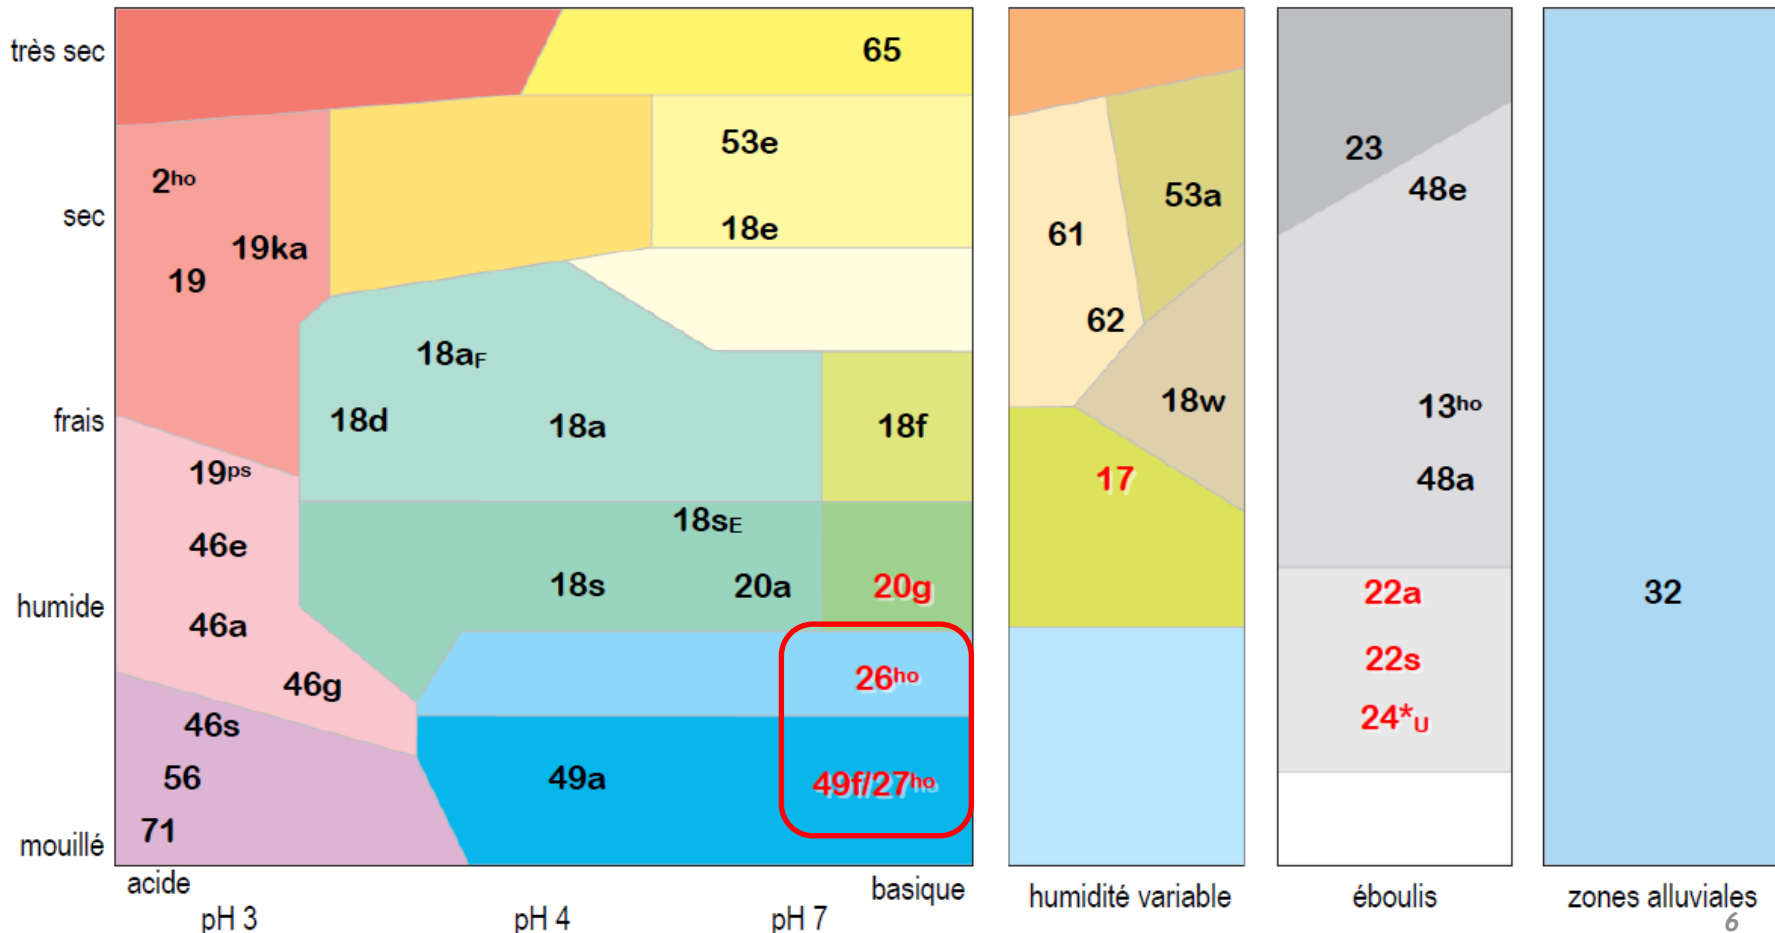 très sec
65
53e
2ho
23
48e
53a
sec
18e
61
19ka
19
62
18aF
18d
18a
18f
frais
18w
13ho
19ps
17
48a
18sE
46e
18s
20a
20g
humide
22a
32
46a
22s
26ho
46g
24*U
46s
56
49a
49f/27ho
71
mouillé
acide
basique
humidité variable
éboulis
zones alluviales
pH 3
pH 4
pH 7
6